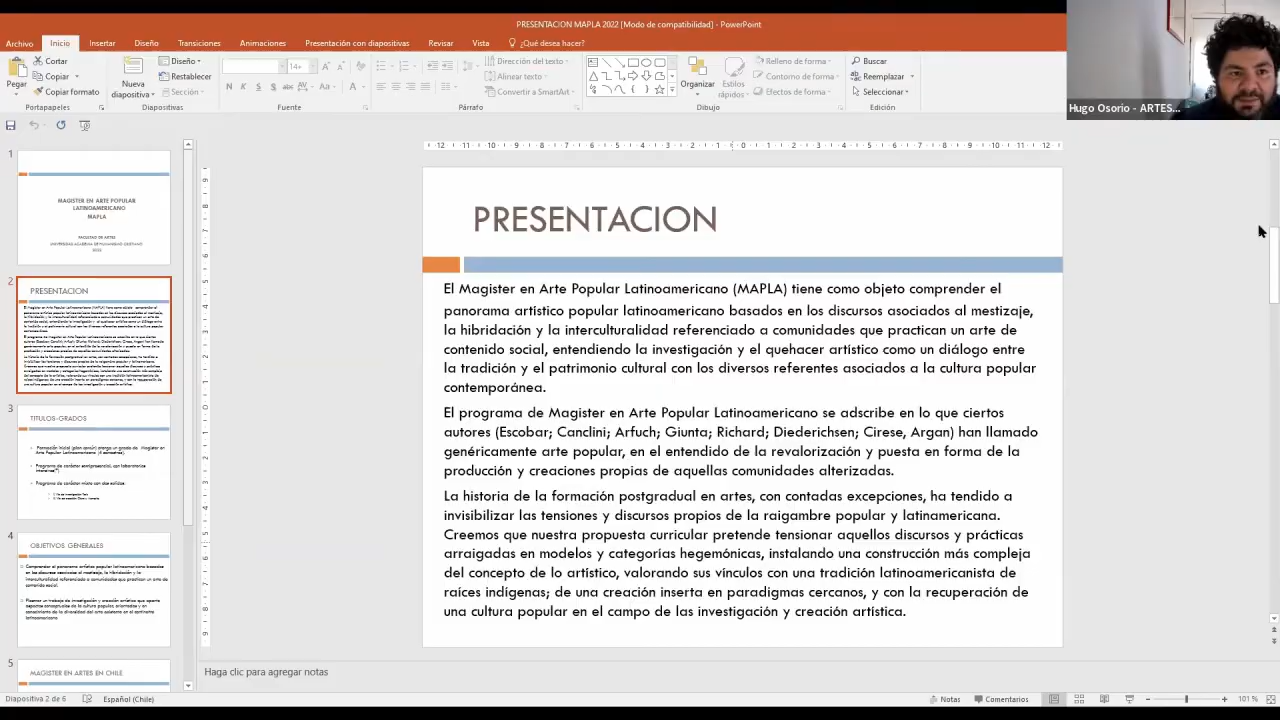 PRESENTACION MAPLA 2022 [Modo de compatibilidad] - PowerPoint
Archivo Inicio Insertar Diseño Transiciones Animaciones Presentación con diapositivas Revisar Vista ¿Qué desea hacer?
Pegar
Cortar
Copiar
Copiar formato
Portapapeles
Nueva diapositiva
Diseño
Restablecer
Sección
Diapositivas
14+
N K S
Fuente
Dirección del texto
Alinear texto
Convertir a SmartArt
Párrafo
Organizar
Estilos rápidos
Relleno de forma
Contorno de forma
Efectos de forma
Dibujo
Buscar
Reemplazar
Seleccionar
Edición
Hugo Osorio - ARTES...
1
MAGISTER EN ARTE POPULAR
LATINOAMERICANO
MAPLA
FACULTAD DE ARTES
2022
2
PRESENTACION
3
TITULOS-GRADOS
4
OBJETIVOS GENERALES
5
MAGISTER EN ARTES EN CHILE
PRESENTACION
El Magister en Arte Popular Latinoamericano (MAPLA) tiene como objeto comprender el
panorama artístico popular latinoamericano basados en los discursos asociados al mestizaje,
la hibridación y la interculturalidad referenciado a comunidades que practican un arte de
contenido social, entendiendo la investigación y el quehacer artístico como un diálogo entre
la tradición y el patrimonio cultural con los diversos referentes asociados a la cultura popular
contemporánea.
El programa de Magister en Arte Popular Latinoamericano se adscribe en lo que ciertos
autores (Escobar; Canclini; Arfuch; Giunta; Richard; Diederichsen; Cirese, Argan) han llamado
genéricamente arte popular, en el entendido de la revalorización y puesta en forma de la
producción y creaciones propias de aquellas comunidades alterizadas.
La historia de la formación postgradual en artes, con contadas excepciones, ha tendido a
invisibilizar las tensiones y discursos propios de la raigambre popular y latinamericana.
Creemos que nuestra propuesta curricular pretende tensionar aquellos discursos y prácticas
arraigadas en modelos y categorías hegemónicas, instalando una construcción más compleja
del concepto de lo artístico, valorando sus vínculos con una tradición latinoamericanista de
raíces indígenas; de una creación inserta en paradigmas cercanos, y con la recuperación de
una cultura popular en el campo de las investigación y creación artística.
Haga clic para agregar notas
Diapositiva 2 de 6 Español (Chile) Notas Comentarios 101 %